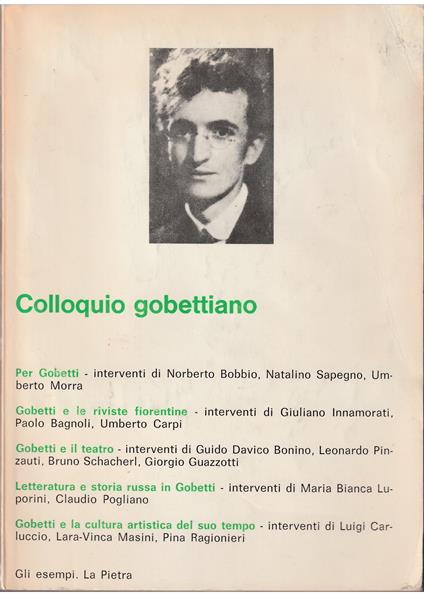 Colloquio gobettiano
Per Gobetti - interventi di Norberto Bobbio, Natalino Sapegno, Um-
berto Morra
Gobetti e le riviste fiorentine - interventi di Giuliano Innamorati,
Paolo Bagnoli, Umberto Carpi
Gobetti e il teatro - interventi di Guido Davico Bonino, Leonardo Pin-
zauti, Bruno Schacherl, Giorgio Guazzotti
Letteratura e storia russa in Gobetti - interventi di Maria Bianca Lu-
porini, Claudio Pogliano
Gobetti e la cultura artistica del suo tempo - interventi di Luigi Car-
luccio, Lara-Vinca Masini, Pina Ragionieri
Gli esempi. La Pietra